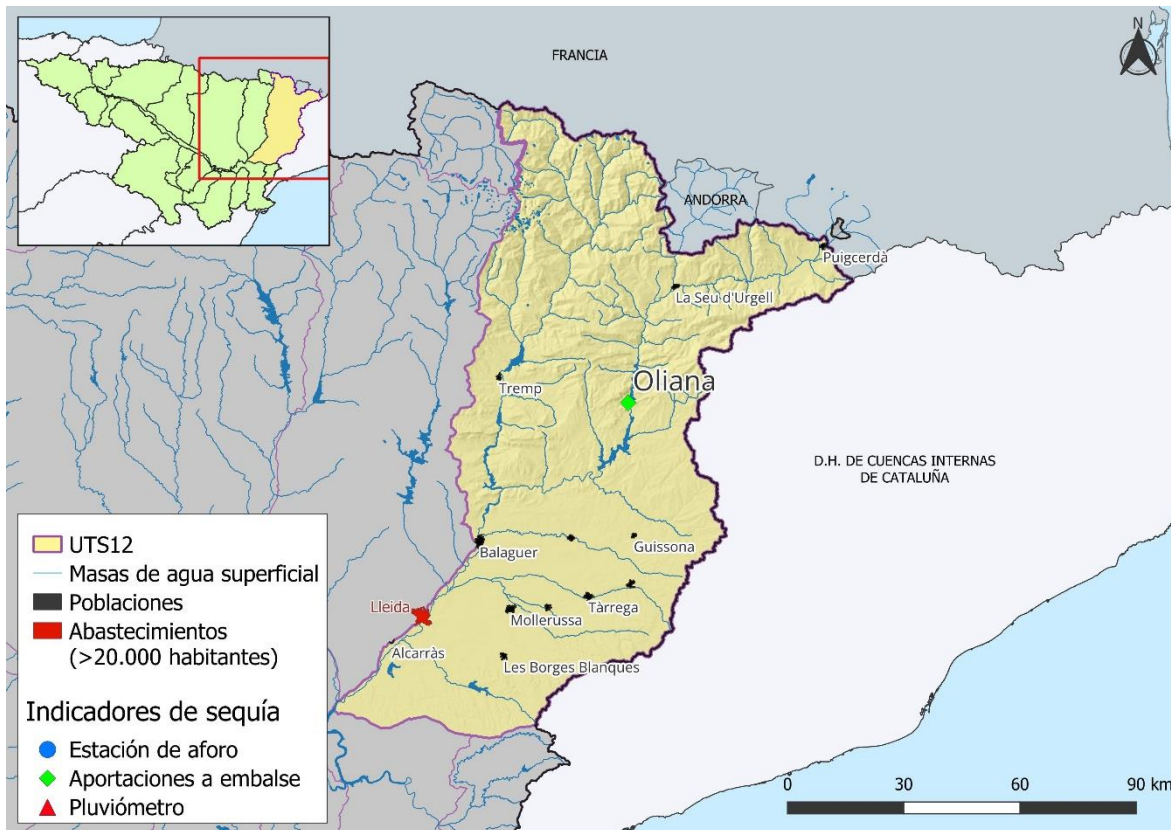 FRANCIA
N
ANDORRA
Puigcerdà
La Seu d'Urgell
Tremp
Oliana
D.H. DE CUENCAS INTERNAS
DE CATALUÑA
Balaguer
Guissona
Lleida
Tàrrega
Mollerussa
Alcarràs
Les Borges Blanques
UTS12
Masas de agua superficial
Poblaciones
Abastecimientos
(>20.000 habitantes)
Indicadores de sequía
Estación de aforo
Aportaciones a embalse
Pluviómetro
0 30 60 90 km